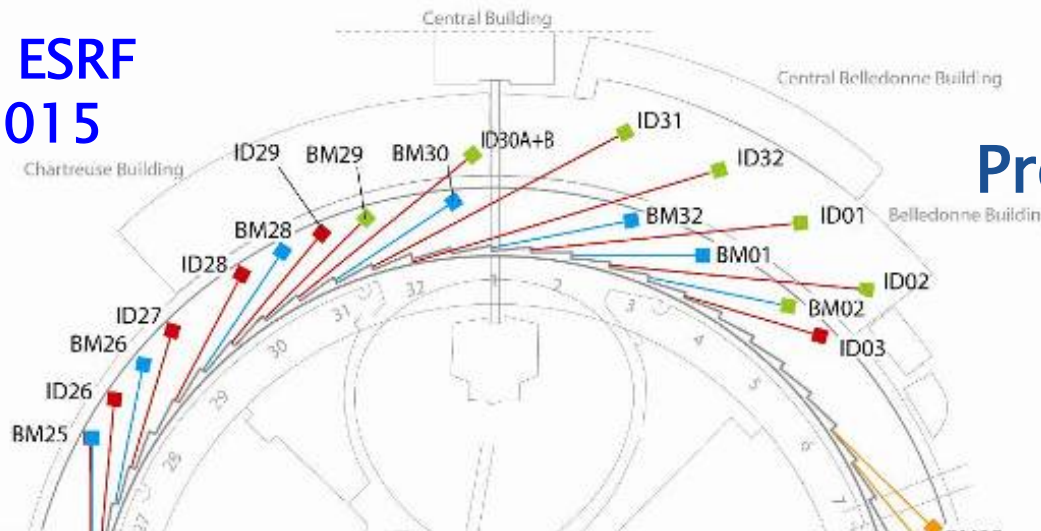 ESRF
015
Central Building
Central Belledonne Building
Chartreuse Building
Belledonne Buildin
Pr
ID29
BM29
BM30
ID30A+B
ID31
ID32
BM28
BM32
ID01
BM01
ID28
ID02
BM02
ID03
ID27
BM26
ID26
BM25
31
32
1
2
3
4
5
6
7
30
29
28
27